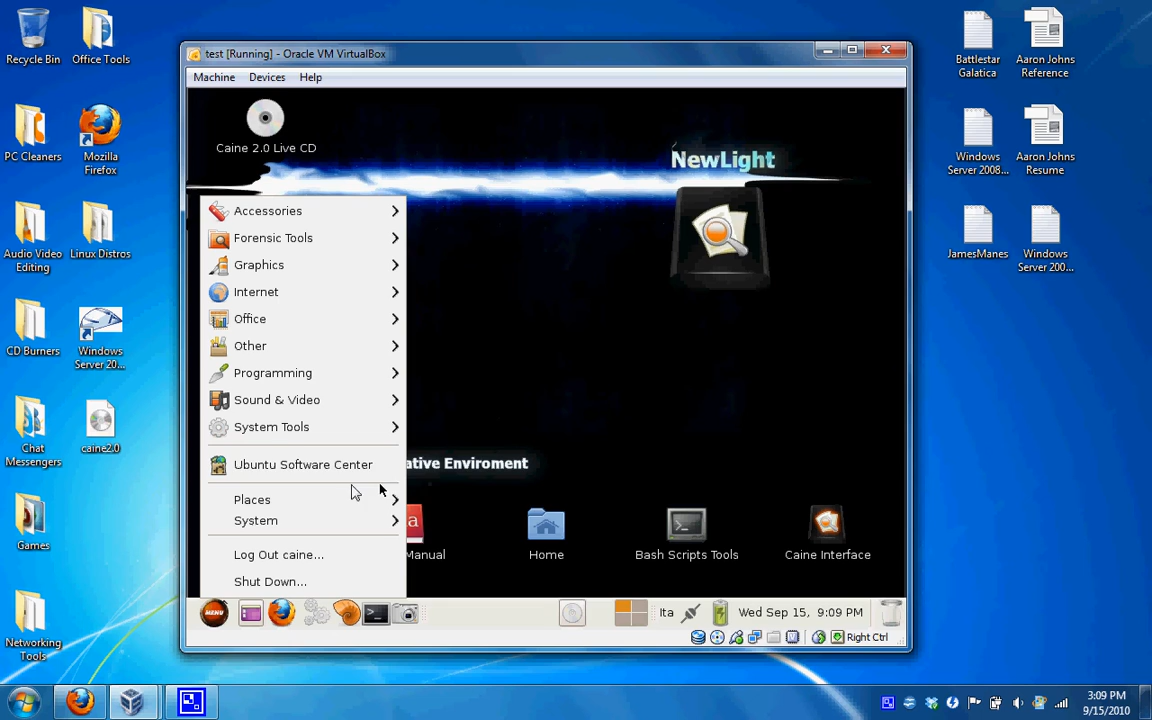 Recycle Bin
Office Tools
PC Cleaners
Mozilla
Firefox
Audio Video
Editing
Linux Distros
CD Burners
Windows
Server 20...
Chat
Messengers
caine2.0
Games
Networking
Tools
test [Running] - Oracle VM VirtualBox
Machine
Devices
Help
Caine 2.0 Live CD
NewLight
Accessories
Forensic Tools
Graphics
Internet
Office
Other
Programming
Sound & Video
System Tools
Ubuntu Software Center
Places
System
Log Out caine...
Shut Down...
ative Enviroment
a
Manual
Home
Bash Scripts Tools
Caine Interface
MENU
Ita
Wed Sep 15, 9:09 PM
Right Ctrl
Battlestar
Galatica
Aaron Johns
Reference
Windows
Server 2008...
Aaron Johns
Resume
JamesManes
Windows
Server 200...
3:09 PM
9/15/2010